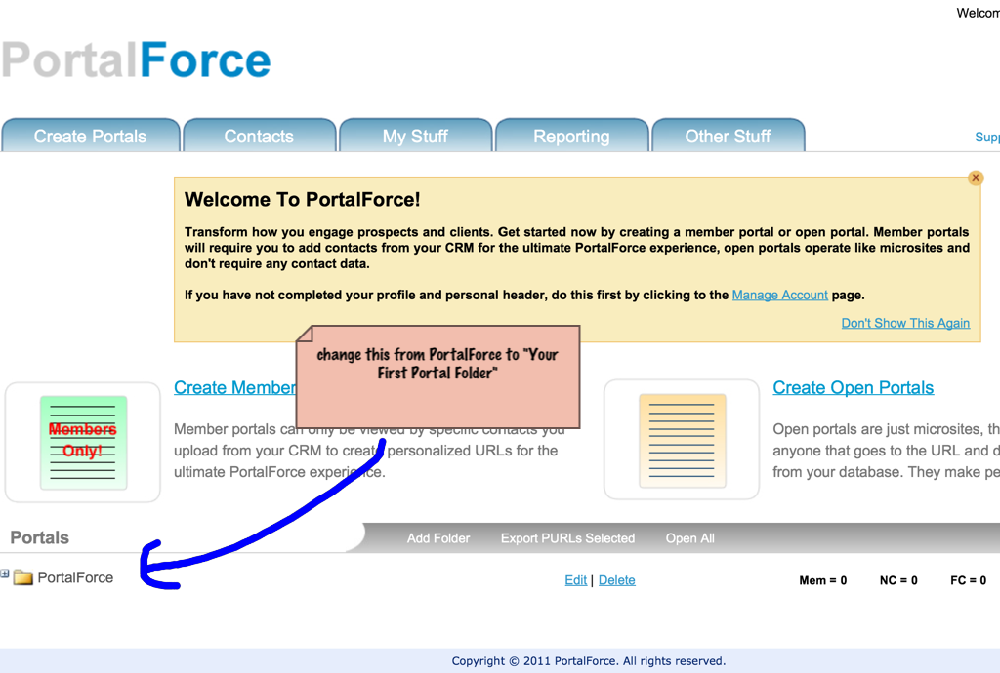 Welcom
PortalForce
Create Portals Contacts My Stuff Reporting Other Stuff Supp
X
Welcome To PortalForce!
Transform how you engage prospects and clients. Get started now by creating a member portal or open portal. Member portals
will require you to add contacts from your CRM for the ultimate PortalForce experience, open portals operate like microsites and
don't require any contact data.
If you have not completed your profile and personal header, do this first by clicking to the Manage Account page.
Don't Show This Again
change this from PortalForce to "Your
First Portal Folder"
Members
Only!
Create Member
Member portals can only be viewed by specific contacts you
upload from your CRM to create personalized URLs for the
ultimate PortalForce experience.
Create Open Portals
Open portals are just microsites, th
anyone that goes to the URL and d
from your database. They make pe
Portals Add Folder Export PURLs Selected Open All
PortalForce Edit | Delete Mem = 0 NC = 0 FC = 0
Copyright © 2011 PortalForce. All rights reserved.